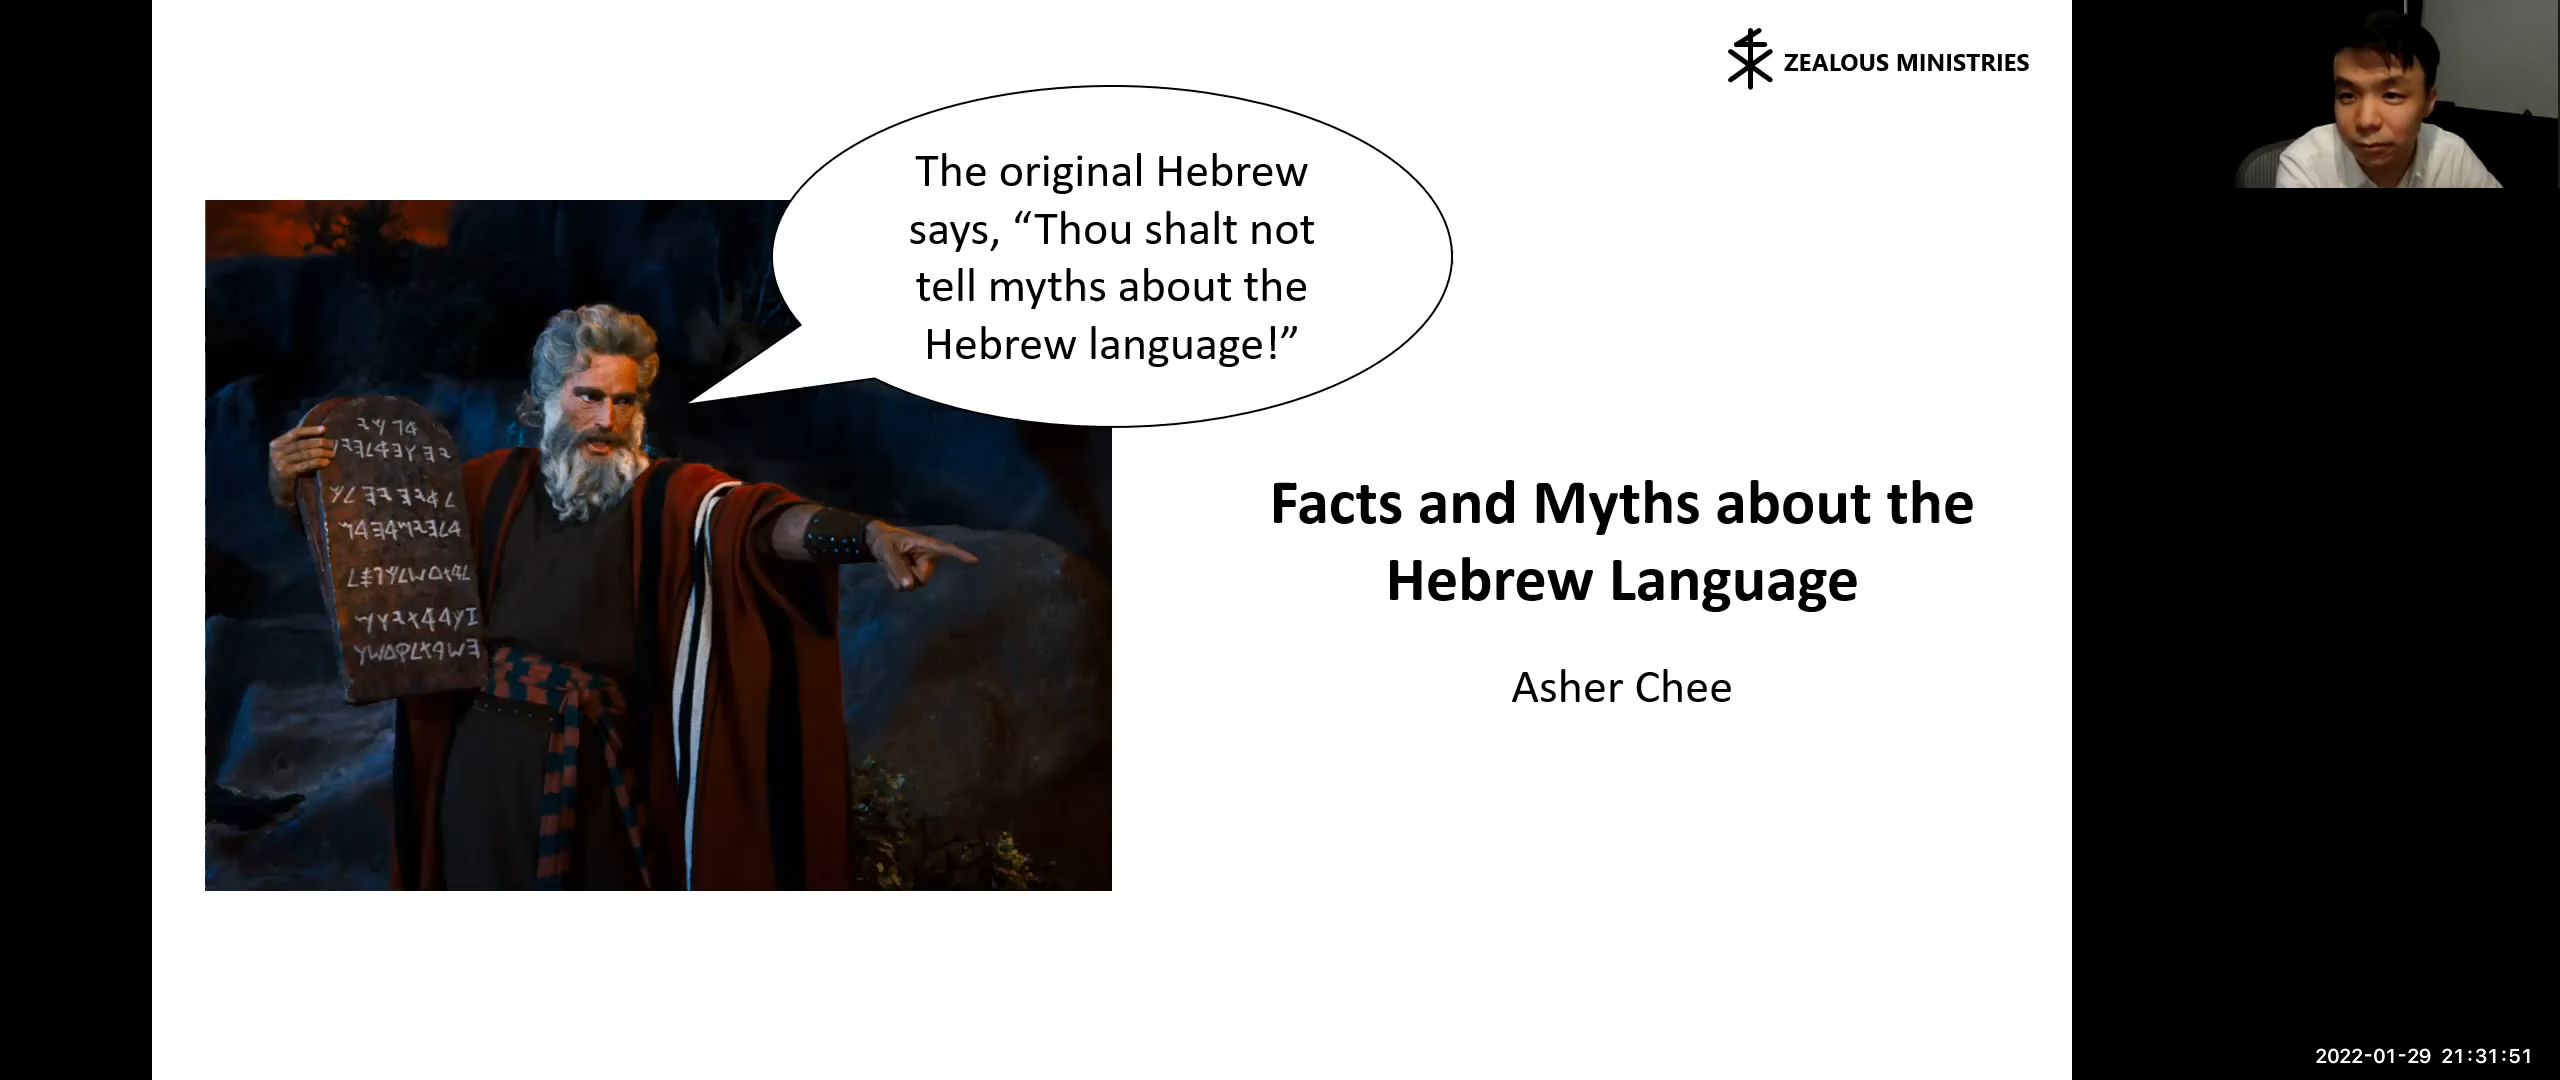 ZEALOUS MINISTRIES
The original Hebrew
says, “Thou shalt not
tell myths about the
Hebrew language!”
Facts and Myths about the
Hebrew Language
Asher Chee
2022-01-29 21:31:51